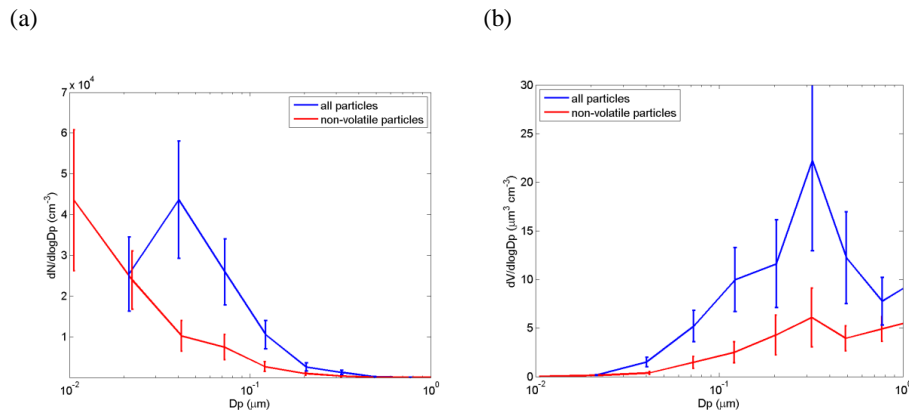 (a)
(b)
7 x 10^4
all particles
non-volatile particles
6
5
4
3
2
1
dN/dlogDp (cm^-3)
10^-2
10^-1
10^0
Dp (μm)
30
all particles
non-volatile particles
25
20
15
10
5
0
dV/dlogDp (μm^3 cm^-3)
10^-2
10^-1
10^0
Dp (μm)